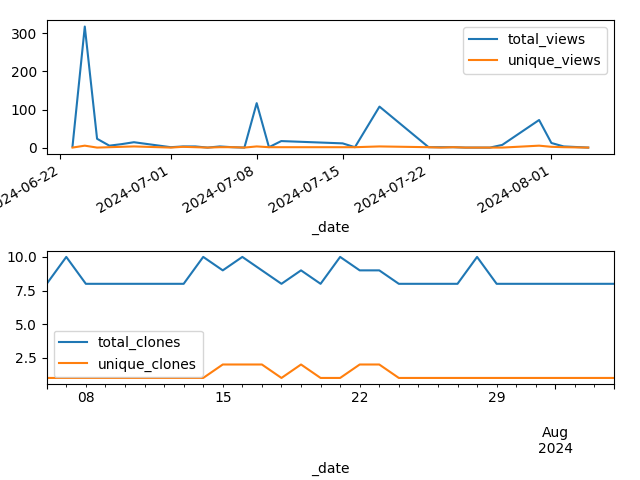 300
200
100
0
total_views
unique_views
2024-06-22
2024-07-01
2024-07-08
2024-07-15
2024-07-22
2024-08-01
_date
10.0
7.5
5.0
2.5
total_clones
unique_clones
08
15
22
29
Aug
2024
_date